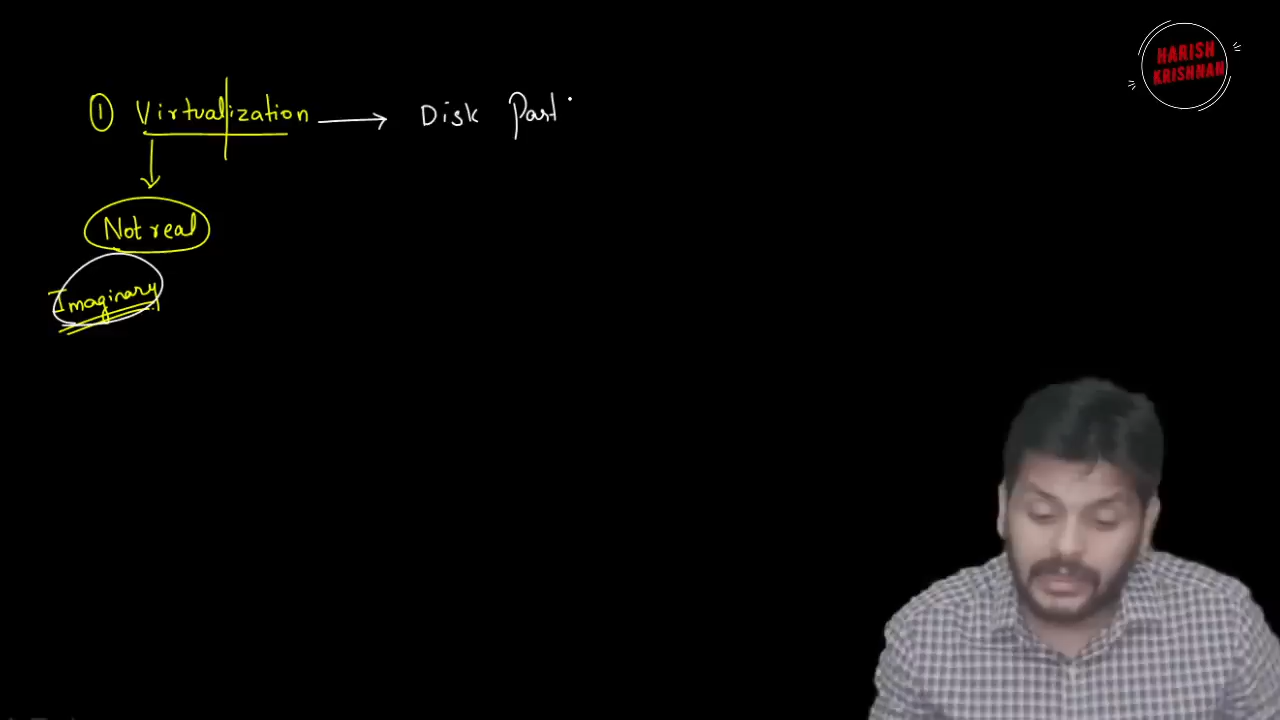 ① Virtualization → Disk Part
Not real
Imaginary
HARISH
KRISHNAN